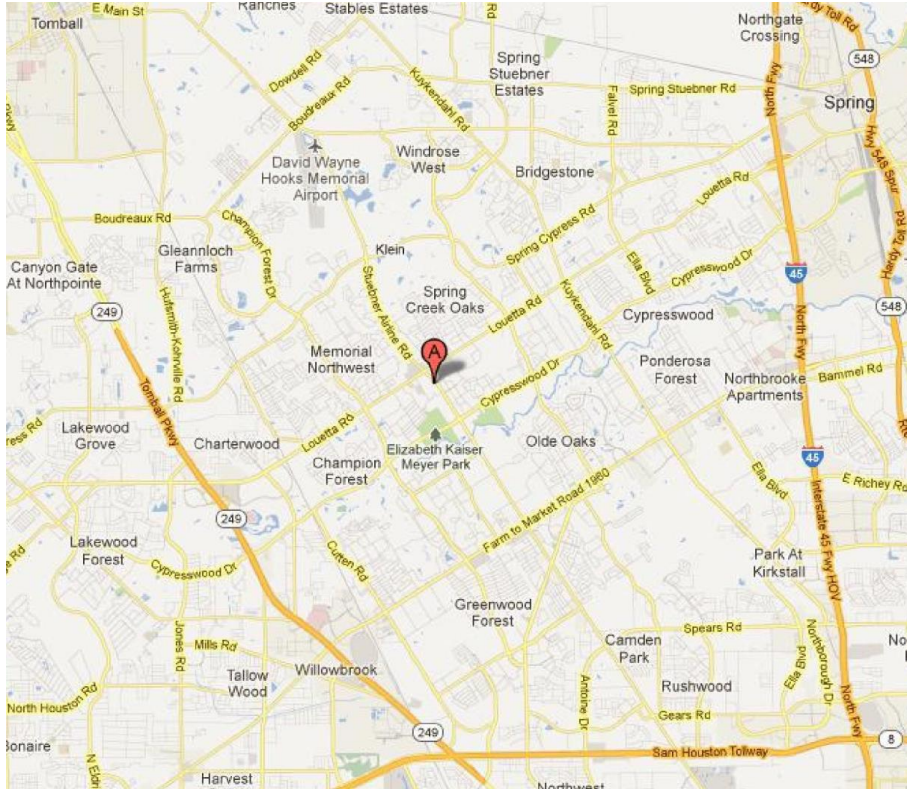 E Main St
Tomball
Ranches
Stables Estates
Northgate
Crossing
Hardy Toll Rd
548
Dowdell Rd
Kuykendahl Rd
Spring
Stuebner
Estates
Boudreaux Rd
Falvel Rd
Spring Stuebner Rd
North Fwy
Spring
Pkwy
Hwy 548 Spur
David Wayne
Hooks Memorial
Airport
Windrose
West
Bridgestone
Louetta Rd
Boudreaux Rd
Champion Forest Dr
Spring Cypress Rd
Hardy Toll Rd
Gleannloch
Farms
Klein
Ella Blvd
Cypresswood Dr
Canyon Gate
At Northpointe
Hufsmith-Kohrville Rd
Stuebner Airline Rd
Spring
Creek Oaks
Louetta Rd
Kuykendahl Rd
45
249
Cypresswood
548
North Fwy
A
Memorial
Northwest
Cypresswood Dr
Ponderosa
Forest
Northbrooke
Apartments
Bammel Rd
Tomball Pkwy
Lakewood
Grove
Charterwood
Louetta Rd
Elizabeth Kaiser
Meyer Park
Olde Oaks
Champion
Forest
45
Ella Blvd
E Richey Rd
249
Farm to Market Road 1960
Interstate 45 Fwy HOV
Lakewood
Forest
Cypresswood Dr
Cutten Rd
Park At
Kirkstall
Greenwood
Forest
Jones Rd
Mills Rd
Camden
Park
Spears Rd
Northborough Dr
Ella Blvd
Willowbrook
Tallow
Wood
Rushwood
Antoine Dr
North Houston Rd
Gears Rd
North Fwy
249
8
Bonaire
Sam Houston Tollway
N Eldr
Harvest
Northwest